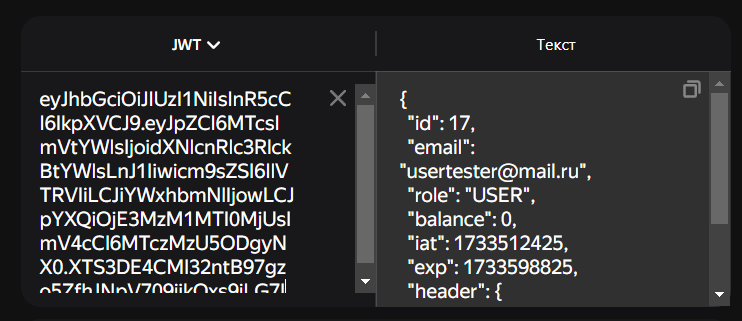 JWT
Текст
eyJhbGciOiJIUzI1NiIsInR5cC
I6IkpXVCJ9.eyJpZCI6MTcsI
mVtYWlsIjoidXNlcnRlc3Rlck
BtYWlsLnJ1Iiwicm9sZSI6IlV
TRVIiLCJiYWxhbmNlIjowLCJ
pYXQiOjE3MzM1MTI0MjUsI
mV4cCI6MTczMzU5ODgyN
X0.XTS3DE4CMI32ntB97gz
{
"id": 17,
"email":
"usertester@mail.ru",
"role": "USER",
"balance": 0,
"iat": 1733512425,
"exp": 1733598825,
"header": {